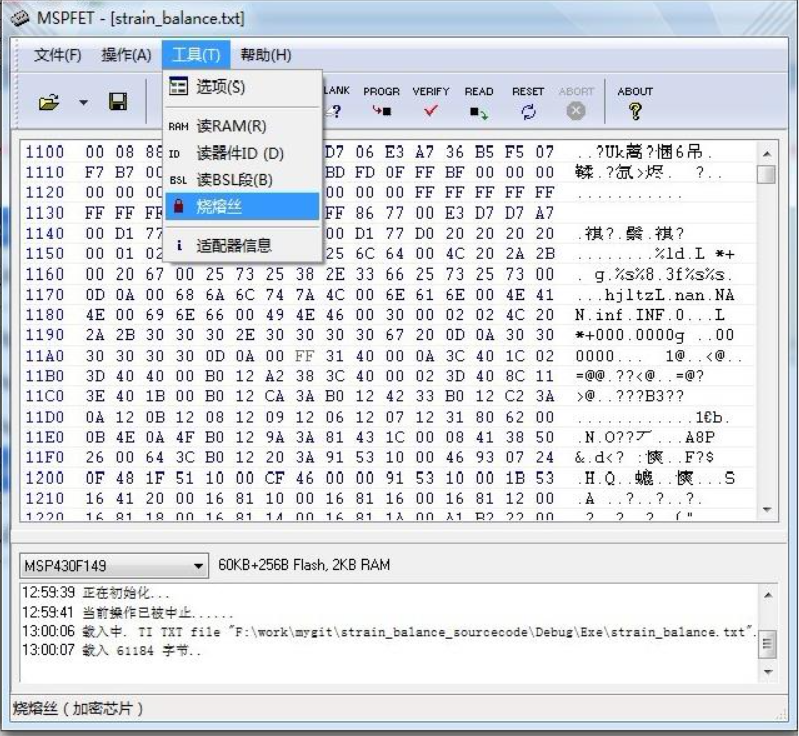 MSPFET - [strain_balance.txt]
文件(F) 操作(A) 工具(T) 帮助(H)
选项(S)
RAM 读RAM(R)
ID 读器件ID (D)
BSL 读BSL段(B)
烧熔丝
i 适配器信息
LANK PROGR VERIFY READ RESET ABORT ABOUT
1100 00 08 88 D7 06 E3 A7 36 B5 F5 07
1110 F7 B7 00 BD FD 0F FF BF 00 00 00
1120 00 00 00 00 00 00 FF FF FF FF FF
1130 FF FF FF FF 86 77 00 E3 D7 D7 A7
1140 00 D1 77 00 D1 77 D0 20 20 20 20
1150 00 01 02 25 6C 64 00 4C 20 2A 2B %ld.L *+
1160 00 20 67 00 25 73 25 38 2E 33 66 25 73 25 73 00 . g.%s%8.3f%s%s.
1170 0D 0A 00 68 6A 6C 74 7A 4C 00 6E 61 6E 00 4E 41 ...hjltzL.nan.NA
1180 4E 00 69 6E 66 00 49 4E 46 00 30 00 02 02 4C 20 N.inf.INF.0...L
1190 2A 2B 30 30 30 2E 30 30 30 30 67 20 0D 0A 30 30 *+000.0000g ..00
11A0 30 30 30 30 0D 0A 00 FF 31 40 00 0A 3C 40 1C 02 0000... 1@..<@..
11B0 3D 40 40 00 B0 12 A2 38 3C 40 00 02 3D 40 8C 11 =@@.??<@..=@?
11C0 3E 40 1B 00 B0 12 CA 3A B0 12 42 33 B0 12 C2 3A >@..???B3??
11D0 0A 12 0B 12 08 12 09 12 06 12 07 12 31 80 62 00 ............1€b.
11E0 0B 4E 0A 4F B0 12 9A 3A 81 43 1C 00 08 41 38 50
11F0 26 00 64 3C B0 12 20 3A 91 53 10 00 46 93 07 24
1200 0F 48 1F 51 10 00 CF 46 00 00 91 53 10 00 1B 53
1210 16 41 20 00 16 81 10 00 16 81 16 00 16 81 12 00 .A ..?..?..?.
1220 16 81 18 00 16 81 14 00 16 81 1A 00 A1 B2 22 00
MSP430F149 60KB+256B Flash, 2KB RAM
12:59:39 正在初始化...
12:59:41 当前操作已被中止......
13:00:06 载入中. TI TXT file "F:\work\mygit\strain_balance_sourcecode\Debug\Exe\strain_balance.txt".
13:00:07 载入 61184 字节..
烧熔丝 ( 加密芯片 )